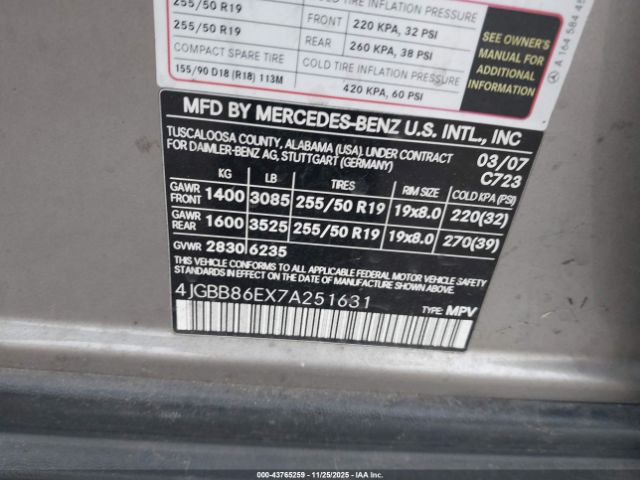 COLD TIRE INFLATION PRESSURE
255/50 R19 FRONT 220 KPA, 32 PSI
255/50 R19 REAR 260 KPA, 38 PSI
COMPACT SPARE TIRE COLD TIRE INFLATION PRESSURE
155/90 D18 (R18) 113M 420 KPA, 60 PSI
SEE OWNER'S
MANUAL FOR
ADDITIONAL
INFORMATION
A 164 584 45
MFD BY MERCEDES-BENZ U.S. INTL., INC
TUSCALOOSA COUNTY, ALABAMA (USA). UNDER CONTRACT
FOR DAIMLER-BENZ AG, STUTTGART (GERMANY)
03/07
C723
KG LB TIRES RIM SIZE COLD KPA (PSI)
GAWR FRONT 1400 3085 255/50 R19 19x8.0 220(32)
GAWR REAR 1600 3525 255/50 R19 19x8.0 270(39)
GVWR 2830 6235
THIS VEHICLE CONFORMS TO ALL APPLICABLE FEDERAL MOTOR VEHICLE SAFETY
STANDARDS IN EFFECT ON THE DATE OF MANUFACTURE SHOWN ABOVE.
4JGBB86EX7A251631
TYPE: MPV
000-43765259 - 11/25/2025 - IAAI.COM